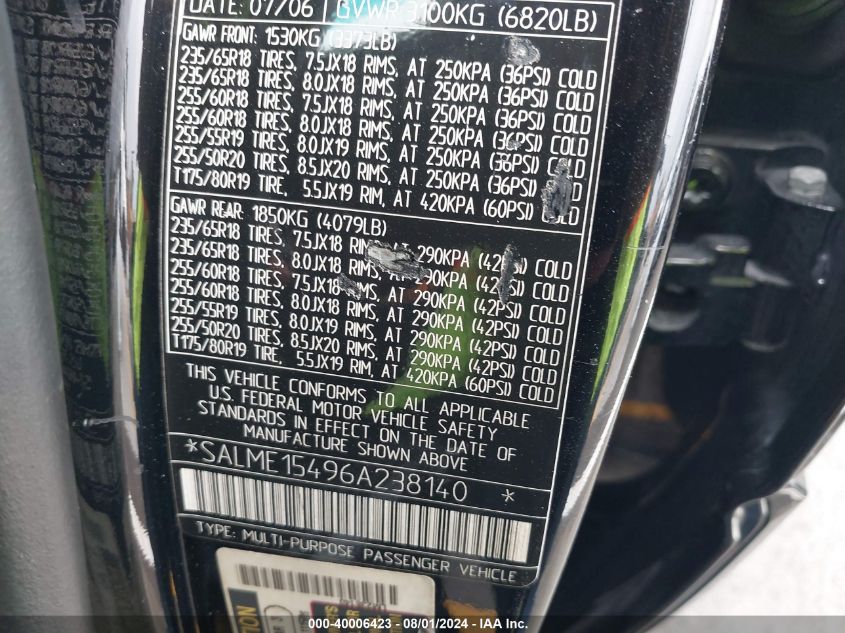 DATE: 07/06 GVWR 3100KG (6820LB)
GAWR FRONT: 1530KG (3373LB)
235/65R18 TIRES, 7.5JX18 RIMS, AT 250KPA (36PSI) COLD
235/65R18 TIRES, 8.0JX18 RIMS, AT 250KPA (36PSI) COLD
255/60R18 TIRES, 7.5JX18 RIMS, AT 250KPA (36PSI) COLD
255/60R18 TIRES, 8.0JX18 RIMS, AT 250KPA (36PSI) COLD
255/55R19 TIRES, 8.0JX19 RIMS, AT 250KPA (36PSI) COLD
255/50R20 TIRES, 8.5JX20 RIMS, AT 250KPA (36PSI) COLD
T175/80R19 TIRE, 5.5JX19 RIM, AT 420KPA (60PSI) COLD
GAWR REAR: 1850KG (4079LB)
235/65R18 TIRES, 7.5JX18 RIMS, AT 290KPA (42PSI) COLD
235/65R18 TIRES, 8.0JX18 RIMS, AT 290KPA (42PSI) COLD
255/60R18 TIRES, 7.5JX18 RIMS, AT 290KPA (42PSI) COLD
255/60R18 TIRES, 8.0JX18 RIMS, AT 290KPA (42PSI) COLD
255/55R19 TIRES, 8.0JX19 RIMS, AT 290KPA (42PSI) COLD
255/50R20 TIRES, 8.5JX20 RIMS, AT 290KPA (42PSI) COLD
T175/80R19 TIRE, 5.5JX19 RIM, AT 420KPA (60PSI) COLD
THIS VEHICLE CONFORMS TO ALL APPLICABLE
U.S. FEDERAL MOTOR VEHICLE SAFETY
STANDARDS IN EFFECT ON THE DATE OF
MANUFACTURE SHOWN ABOVE
*SALME15496A238140 *
TYPE: MULTI-PURPOSE PASSENGER VEHICLE
000-40006423 - 08/01/2024 - IAAI.com